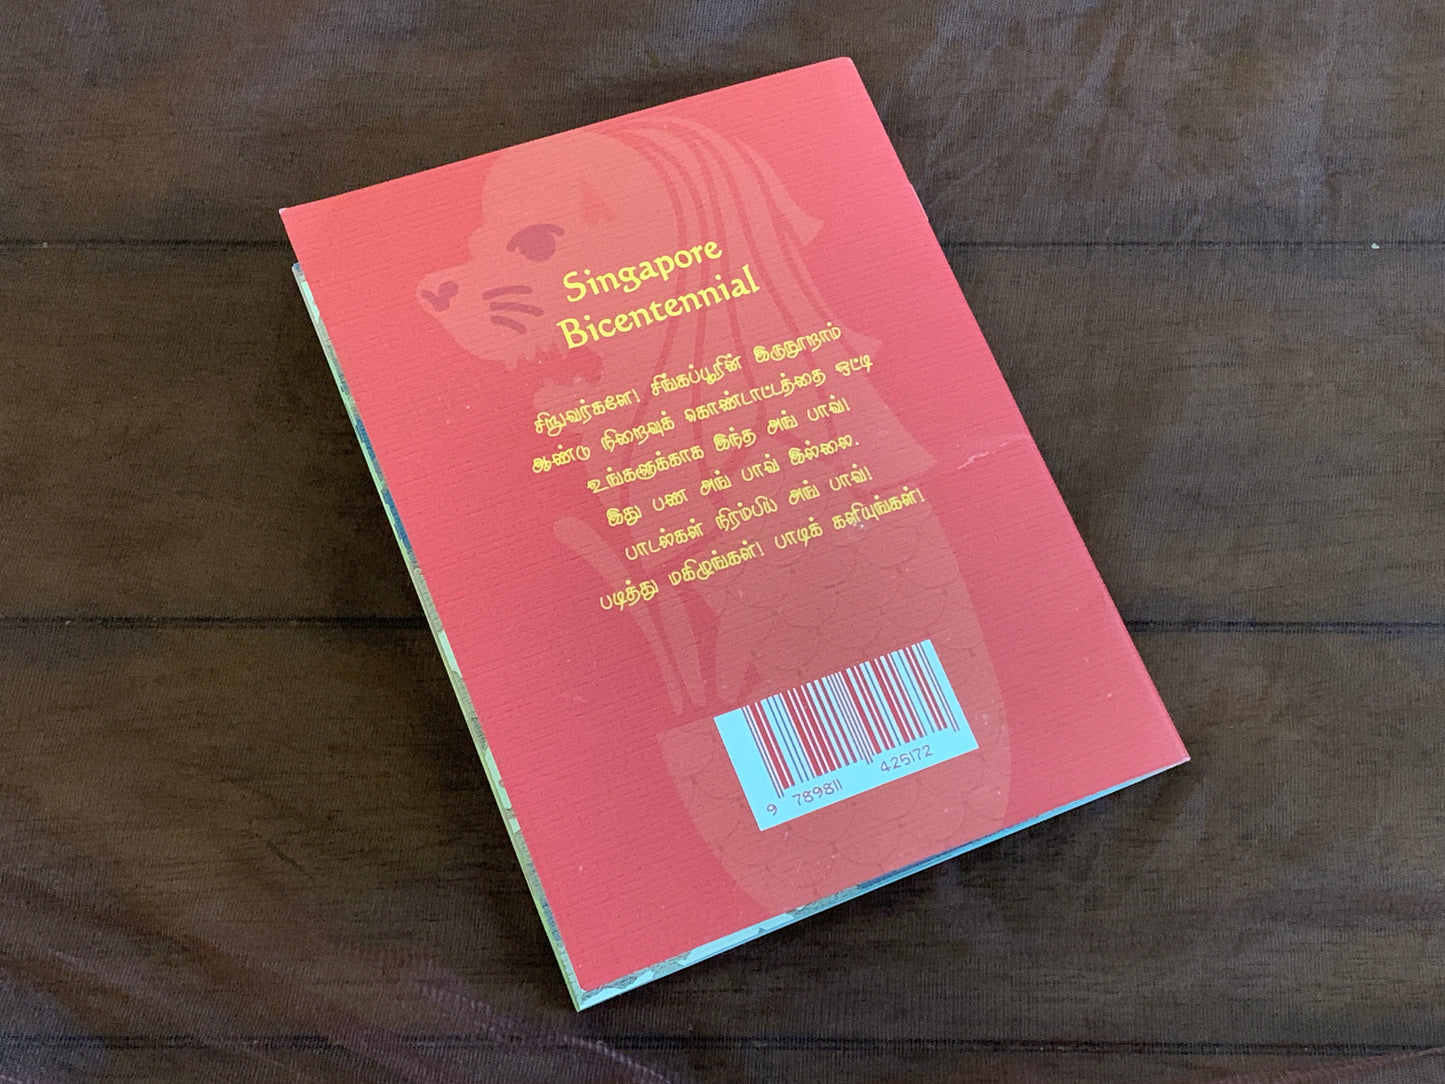 Singapore
Bicentennial
சிறுவர்களே! சிங்கப்பூரின் இருநூறாம்
ஆண்டு நிறைவுக் கொண்டாட்டத்தை ஒட்டி
உங்களுக்காக இந்த அங் பாவ்!
இது பண அங் பாவ் இல்லை.
பாடல்கள் நிரம்பிய அங் பாவ்!
படித்து மகிழுங்கள்! பாடிக் களியுங்கள்!
9 789811 425172